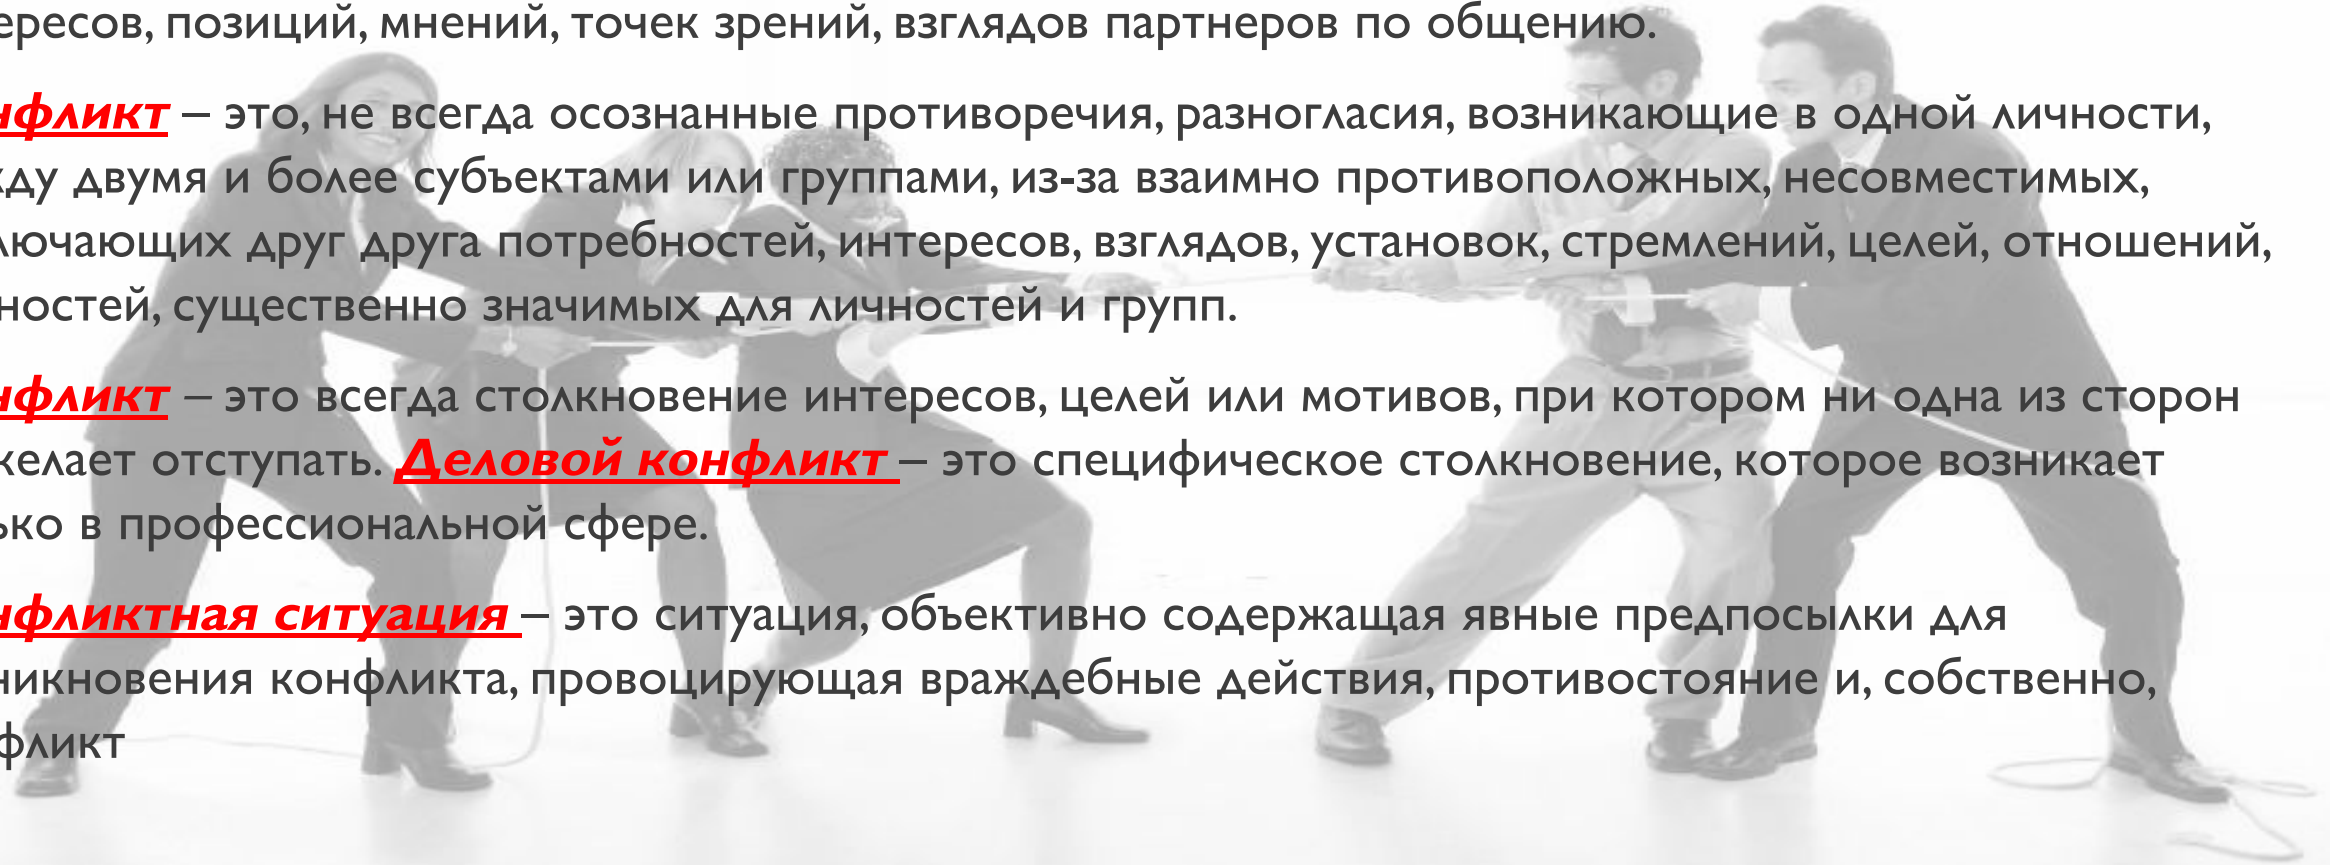 ересов, позиций, мнений, точек зрений, взглядов партнеров по общению.
нфликт – это, не всегда осознанные противоречия, разногласия, возникающие в одной личности,
жду двумя и более субъектами или группами, из-за взаимно противоположных, несовместимых,
лючающих друг друга потребностей, интересов, взглядов, установок, стремлений, целей, отношений,
ностей, существенно значимых для личностей и групп.
нфликт – это всегда столкновение интересов, целей или мотивов, при котором ни одна из сторон
желает отступать. Деловой конфликт – это специфическое столкновение, которое возникает
ько в профессиональной сфере.
нфликтная ситуация – это ситуация, объективно содержащая явные предпосылки для
никновения конфликта, провоцирующая враждебные действия, противостояние и, собственно,
фликт